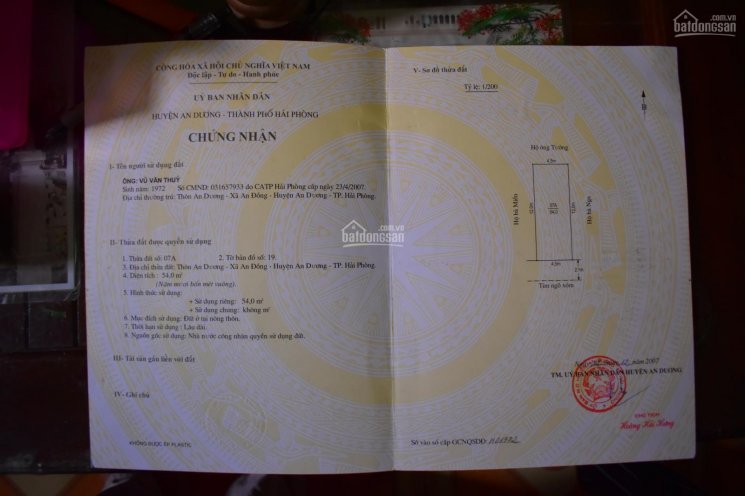 CỘNG HÒA XÃ HỘI CHỦ NGHĨA VIỆT NAM
Độc lập - Tự do - Hạnh phúc
UỶ BAN NHÂN DÂN
HUYỆN AN DƯƠNG - THÀNH PHỐ HẢI PHÒNG
CHỨNG NHẬN
I- Tên người sử dụng đất
ÔNG: VŨ VĂN THUỶ
Sinh năm: 1972 Số CMND: 031657953 do CATP Hải Phòng cấp ngày 23/4/2007.
Địa chỉ thường trú: Thôn An Dương - Xã An Đồng - Huyện An Dương - TP. Hải Phòng.
II- Thửa đất được quyền sử dụng
1. Thửa đất số: 07A 2. Tờ bản đồ số: 19.
3. Địa chỉ thửa đất: Thôn An Dương - Xã An Đồng - Huyện An Dương - TP. Hải Phòng.
4. Diện tích: 54,0 m²
(Năm mươi bốn mét vuông).
5. Hình thức sử dụng:
+ Sử dụng riêng: 54,0 m²
+ Sử dụng chung: không m²
6. Mục đích sử dụng: Đất ở tại nông thôn.
7. Thời hạn sử dụng: Lâu dài.
8. Nguồn gốc sử dụng: Nhà nước công nhận quyền sử dụng đất.
III- Tài sản gắn liền với đất
IV- Ghi chú
KHÔNG ĐƯỢC ÉP PLASTIC
V- Sơ đồ thửa đất
Tỷ lệ: 1/200
B
Hộ ông Tường
4.5m
Hộ bà Miến
12.0m
07A
54.0
12.0m
Hộ bà Nga
4.5m
2.1m
Tim ngõ xóm
12 năm 2007
TM. UỶ BAN NHÂN DÂN HUYỆN AN DƯƠNG
CHỦ TỊCH
Hoàng Hải Hưng
Số vào sổ cấp GCNQSDĐ:
batdongsan
.com.vn
batdongsan
.com.vn